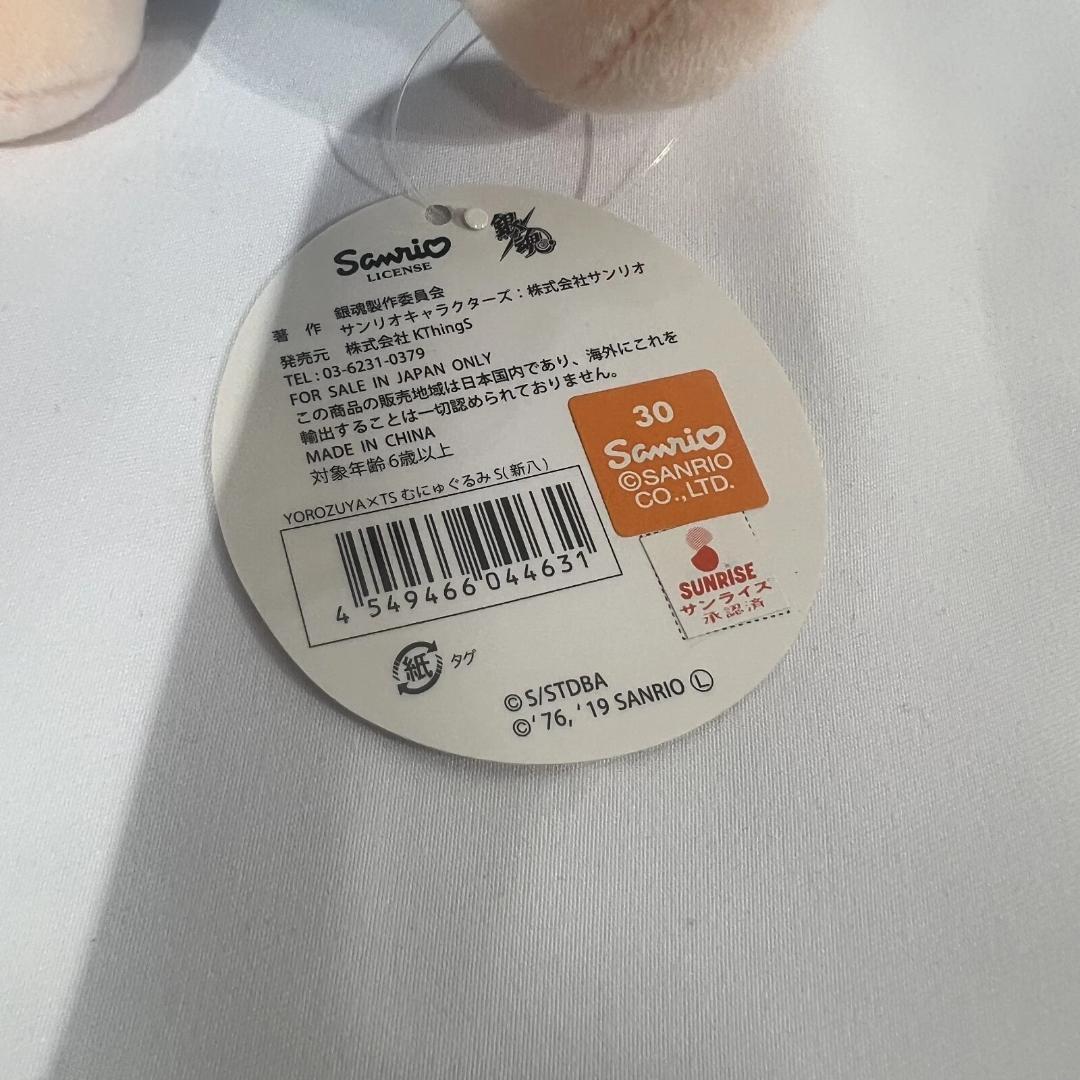 Sanrio
LICENSE
銀魂
銀魂製作委員会
著　作　サンリオキャラクターズ：株式会社サンリオ
発売元　株式会社 KThingS
TEL : 03-6231-0379
FOR SALE IN JAPAN ONLY
この商品の販売地域は日本国内であり、海外にこれを
輸出することは一切認められておりません。
MADE IN CHINA
対象年齢6歳以上
YOROZUYA×TS むにゅぐるみ S(新八)
4 549466 044631
30
Sanrio
©SANRIO
CO.,LTD.
SUNRISE
サンライズ
承認済
紙 タグ
© S/STDBA
©'76, '19 SANRIO Ⓛ